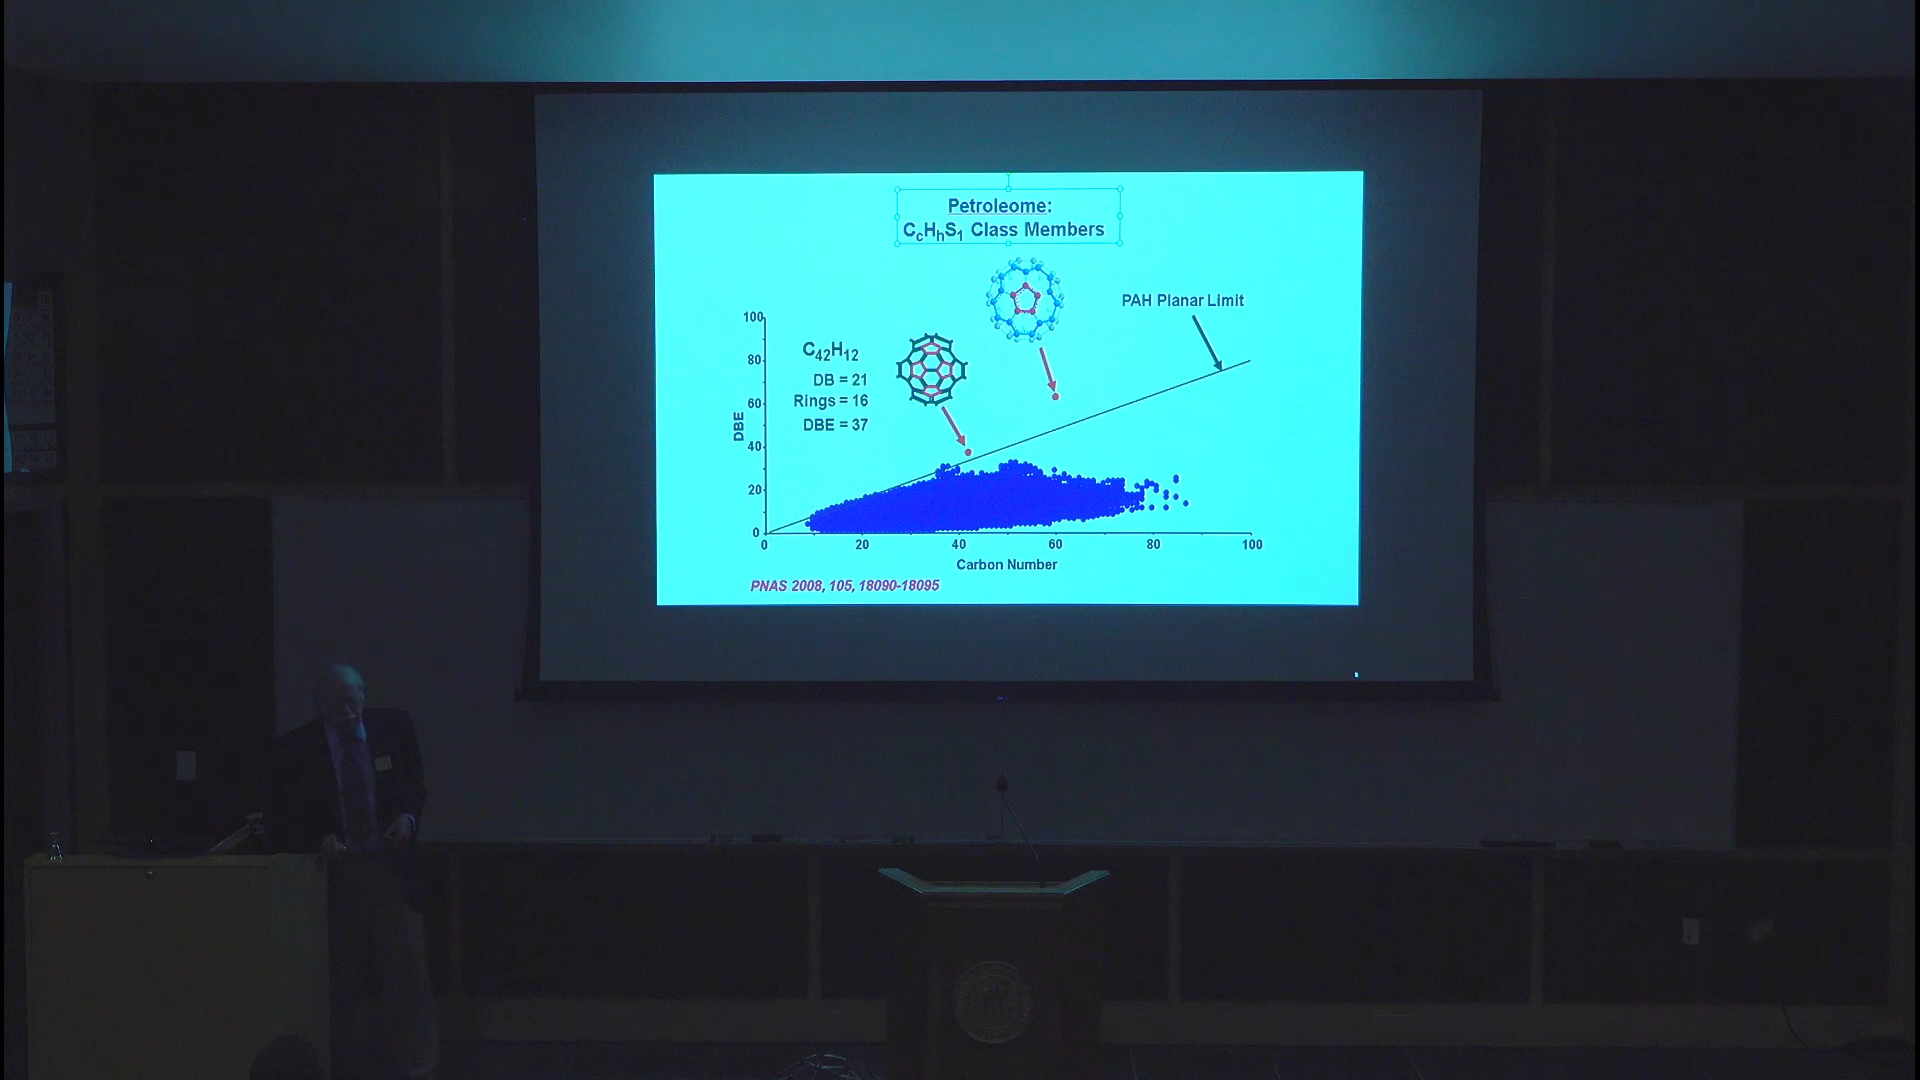 Petroleome:
CcHhS1 Class Members
PAH Planar Limit
C42H12
DB = 21
Rings = 16
DBE = 37
DBE
100
80
60
40
20
0
0 20 40 60 80 100
Carbon Number
PNAS 2008, 105, 18090-18095